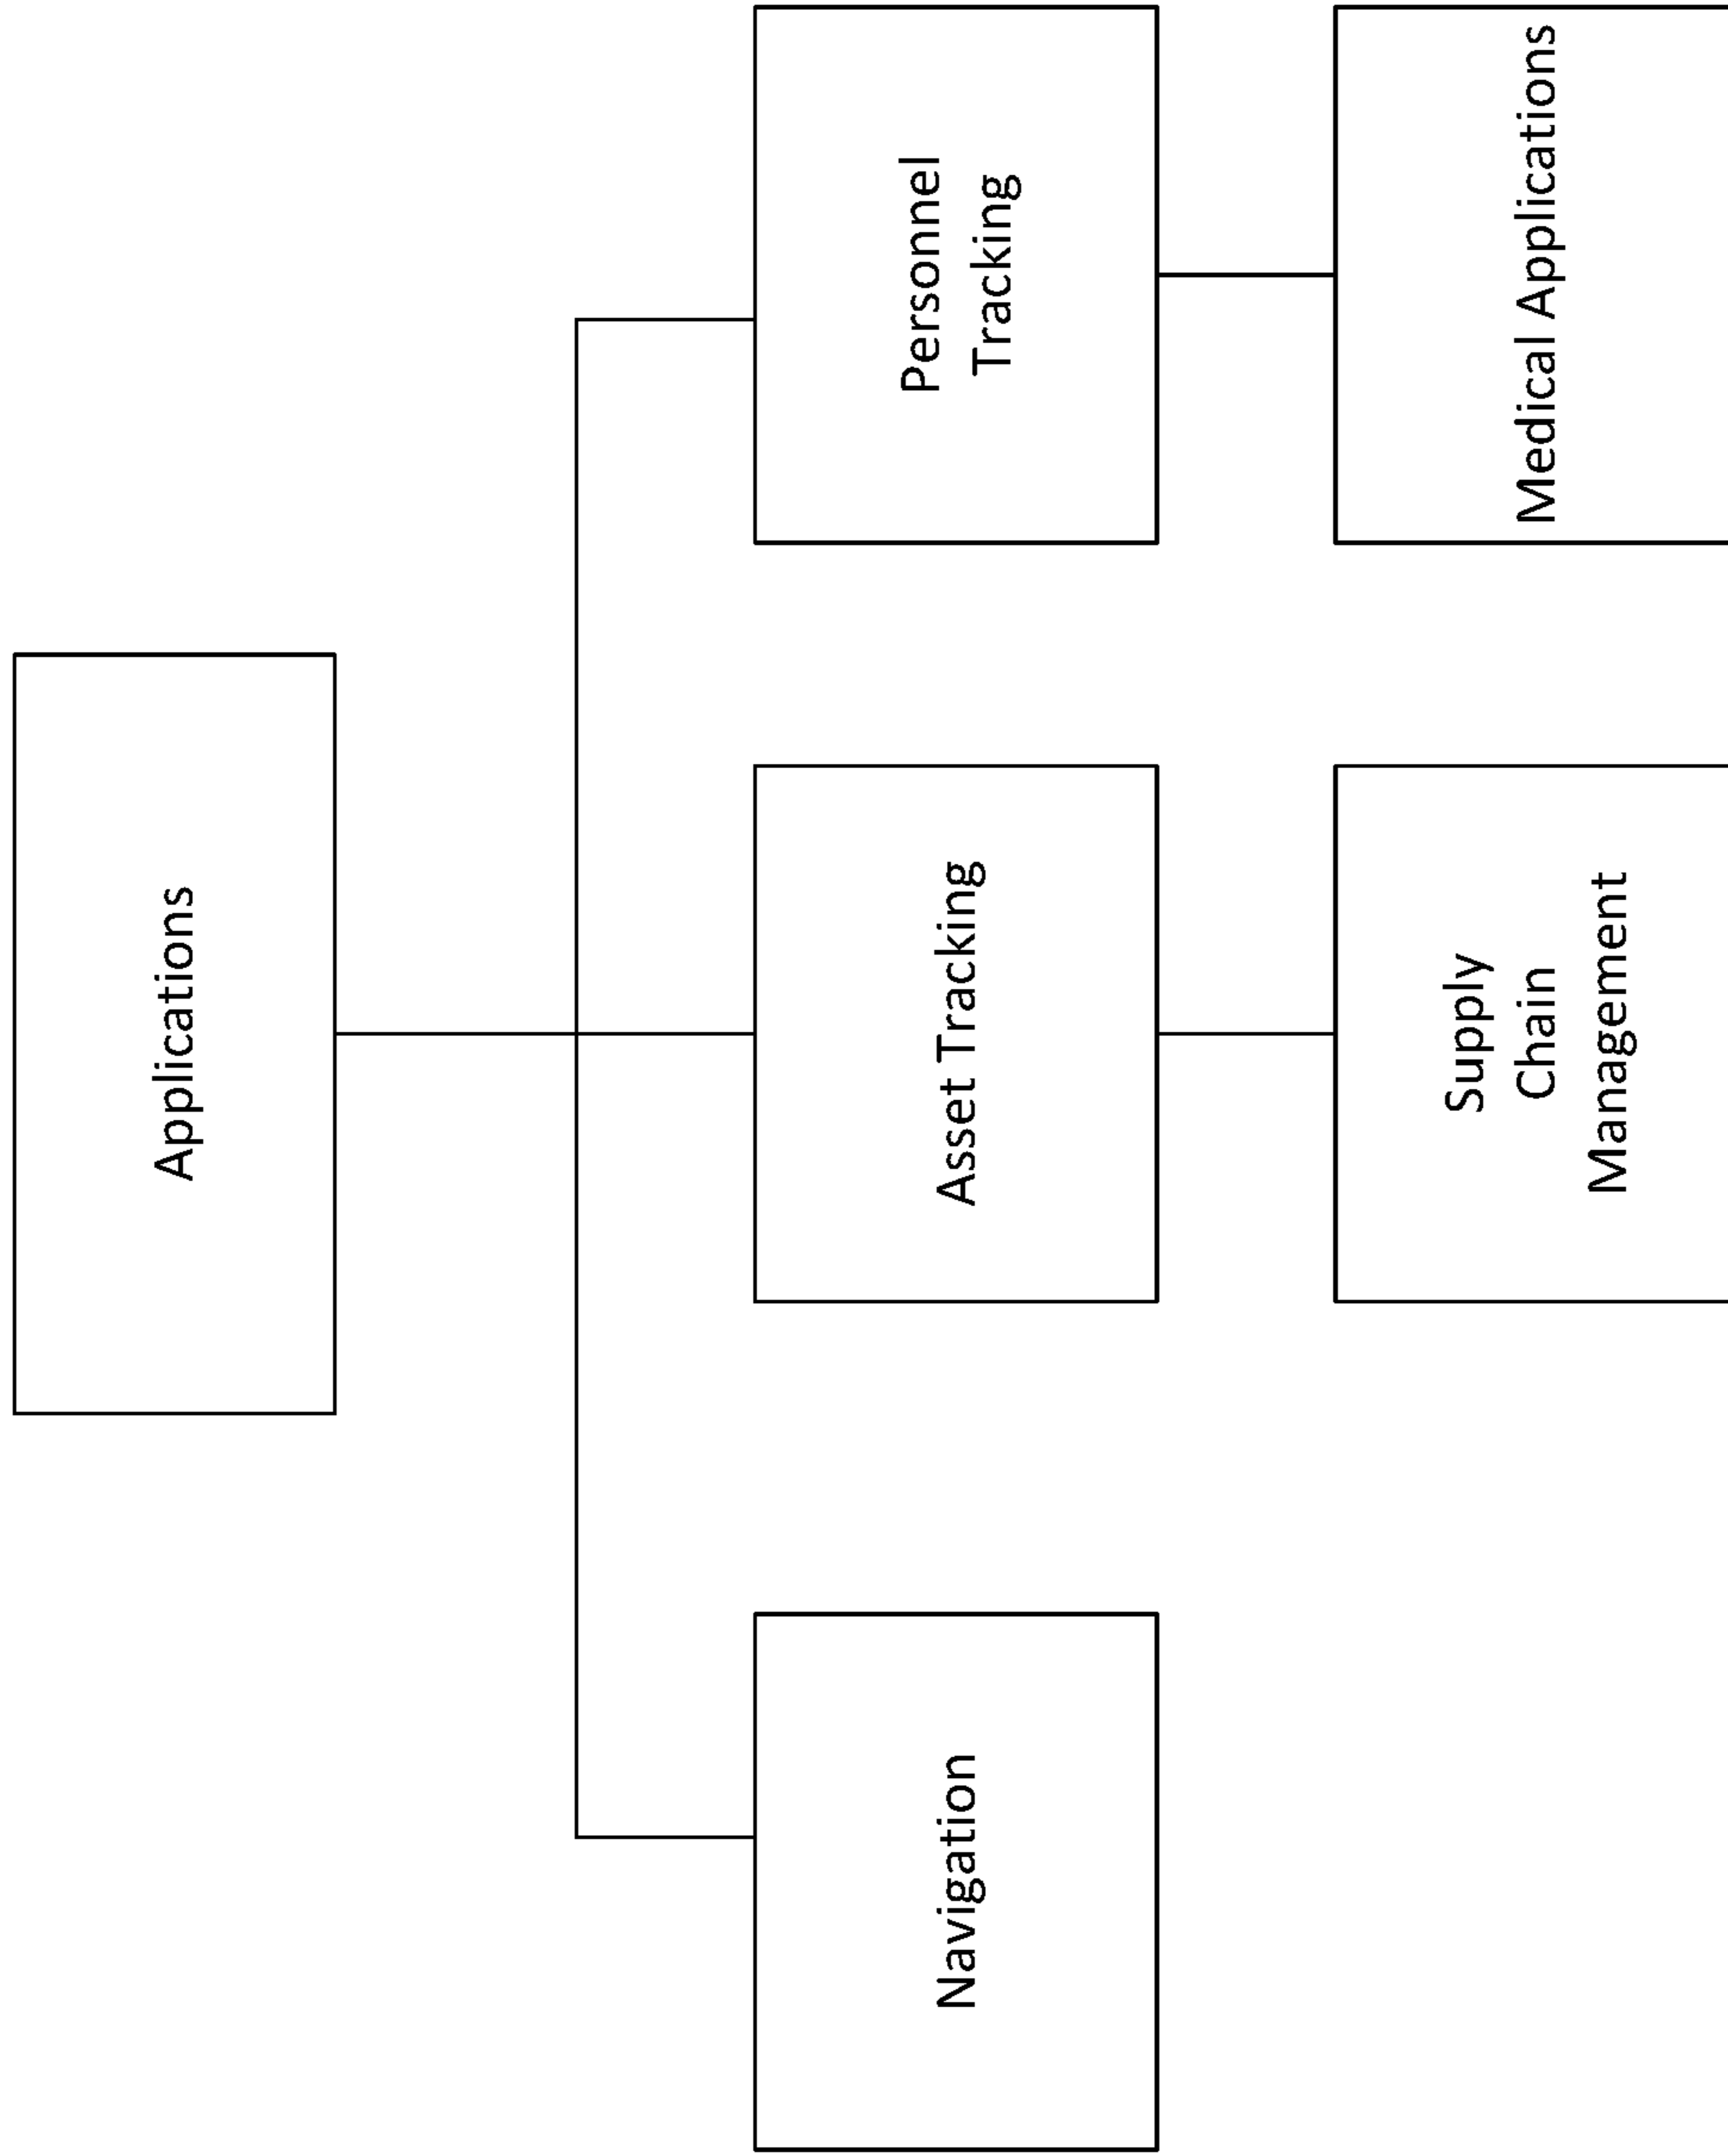 Applications
Navigation
Asset Tracking
Personnel
Tracking
Supply
Chain
Management
Medical Applications